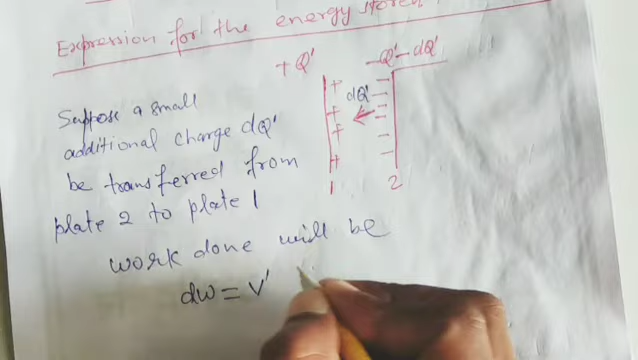 Expression for the energy stored
+Q' -Q'-dQ'
Suppose a small
additional charge dQ'
be transferred from
plate 2 to plate 1
work done will be
dw = V'
+
dQ'
+
+
+
1 2